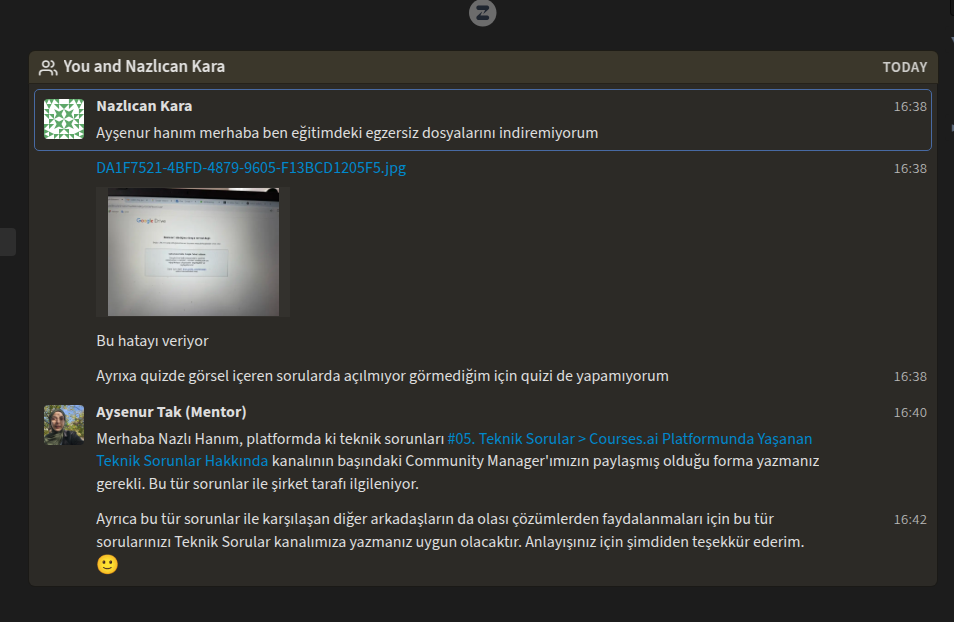 You and Nazlıcan Kara
TODAY
Nazlıcan Kara
16:38
Ayşenur hanım merhaba ben eğitimdeki egzersiz dosyalarını indiremiyorum
DA1F7521-4BFD-4879-9605-F13BCD1205F5.jpg
16:38
Google Drive
Bu hatayı veriyor
Ayrıxa quizde görsel içeren sorularda açılmıyor görmediğim için quizi de yapamıyorum
16:38
Aysenur Tak (Mentor)
16:40
Merhaba Nazlı Hanım, platformda ki teknik sorunları #05. Teknik Sorular > Courses.ai Platformunda Yaşanan
Teknik Sorunlar Hakkında kanalının başındaki Community Manager'ımızın paylaşmış olduğu forma yazmanız
gerekli. Bu tür sorunlar ile şirket tarafı ilgileniyor.
Ayrıca bu tür sorunlar ile karşılaşan diğer arkadaşların da olası çözümlerden faydalanmaları için bu tür
16:42
sorularınızı Teknik Sorular kanalımıza yazmanız uygun olacaktır. Anlayışınız için şimdiden teşekkür ederim.
🙂